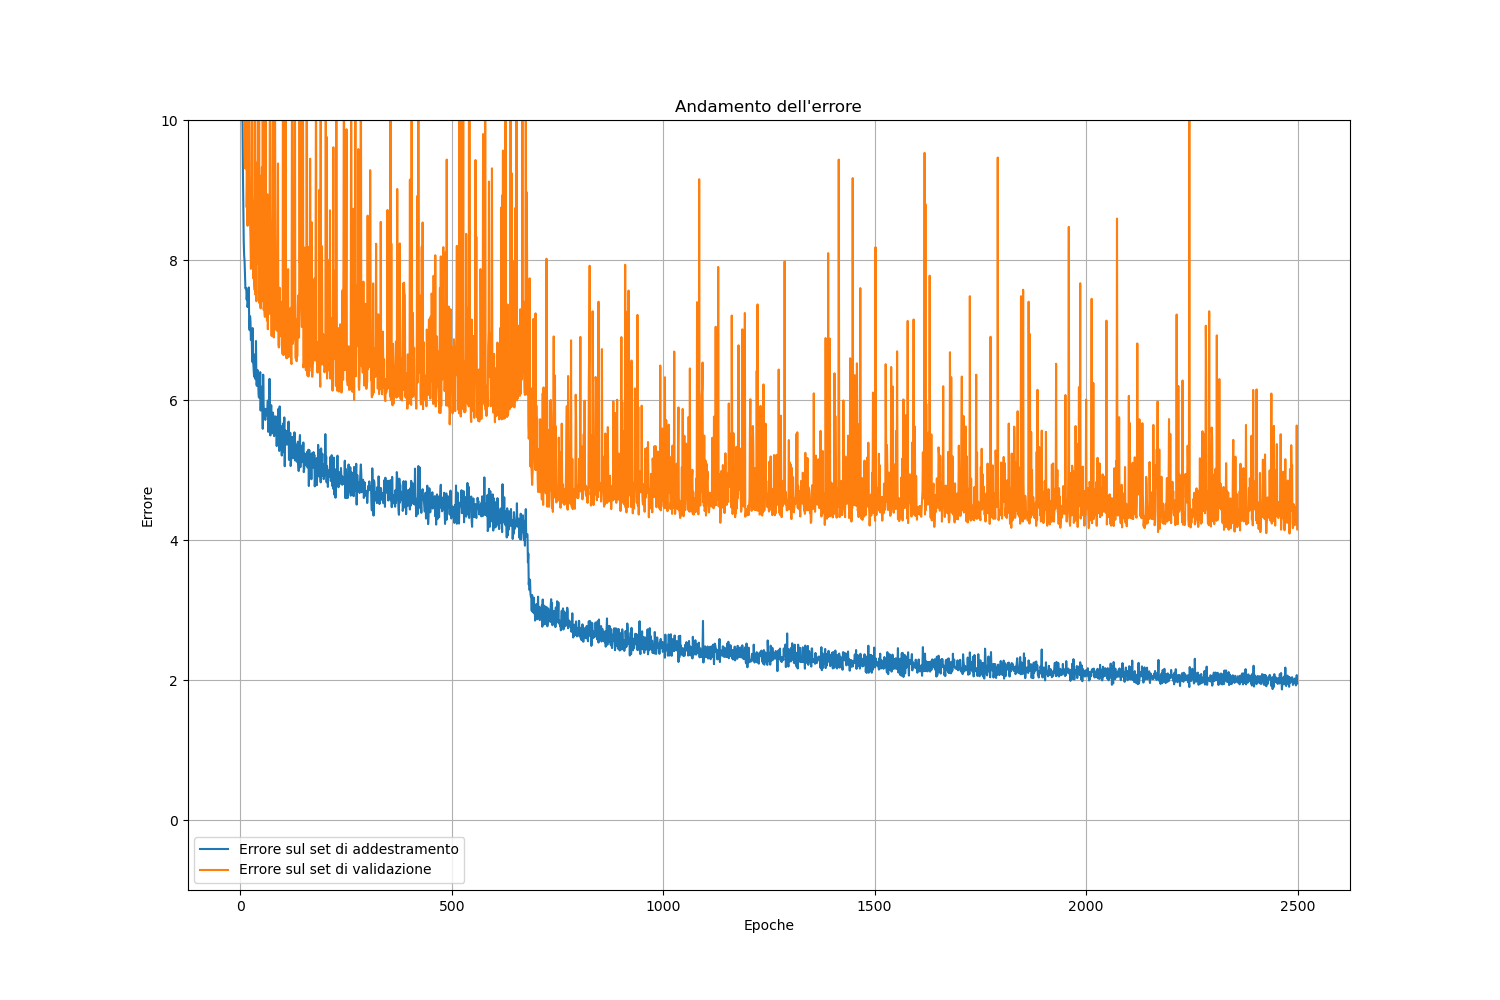 Andamento dell'errore
10
8
6
4
2
0
Errore
Errore sul set di addestramento
Errore sul set di validazione
0
500
1000
1500
2000
2500
Epoche